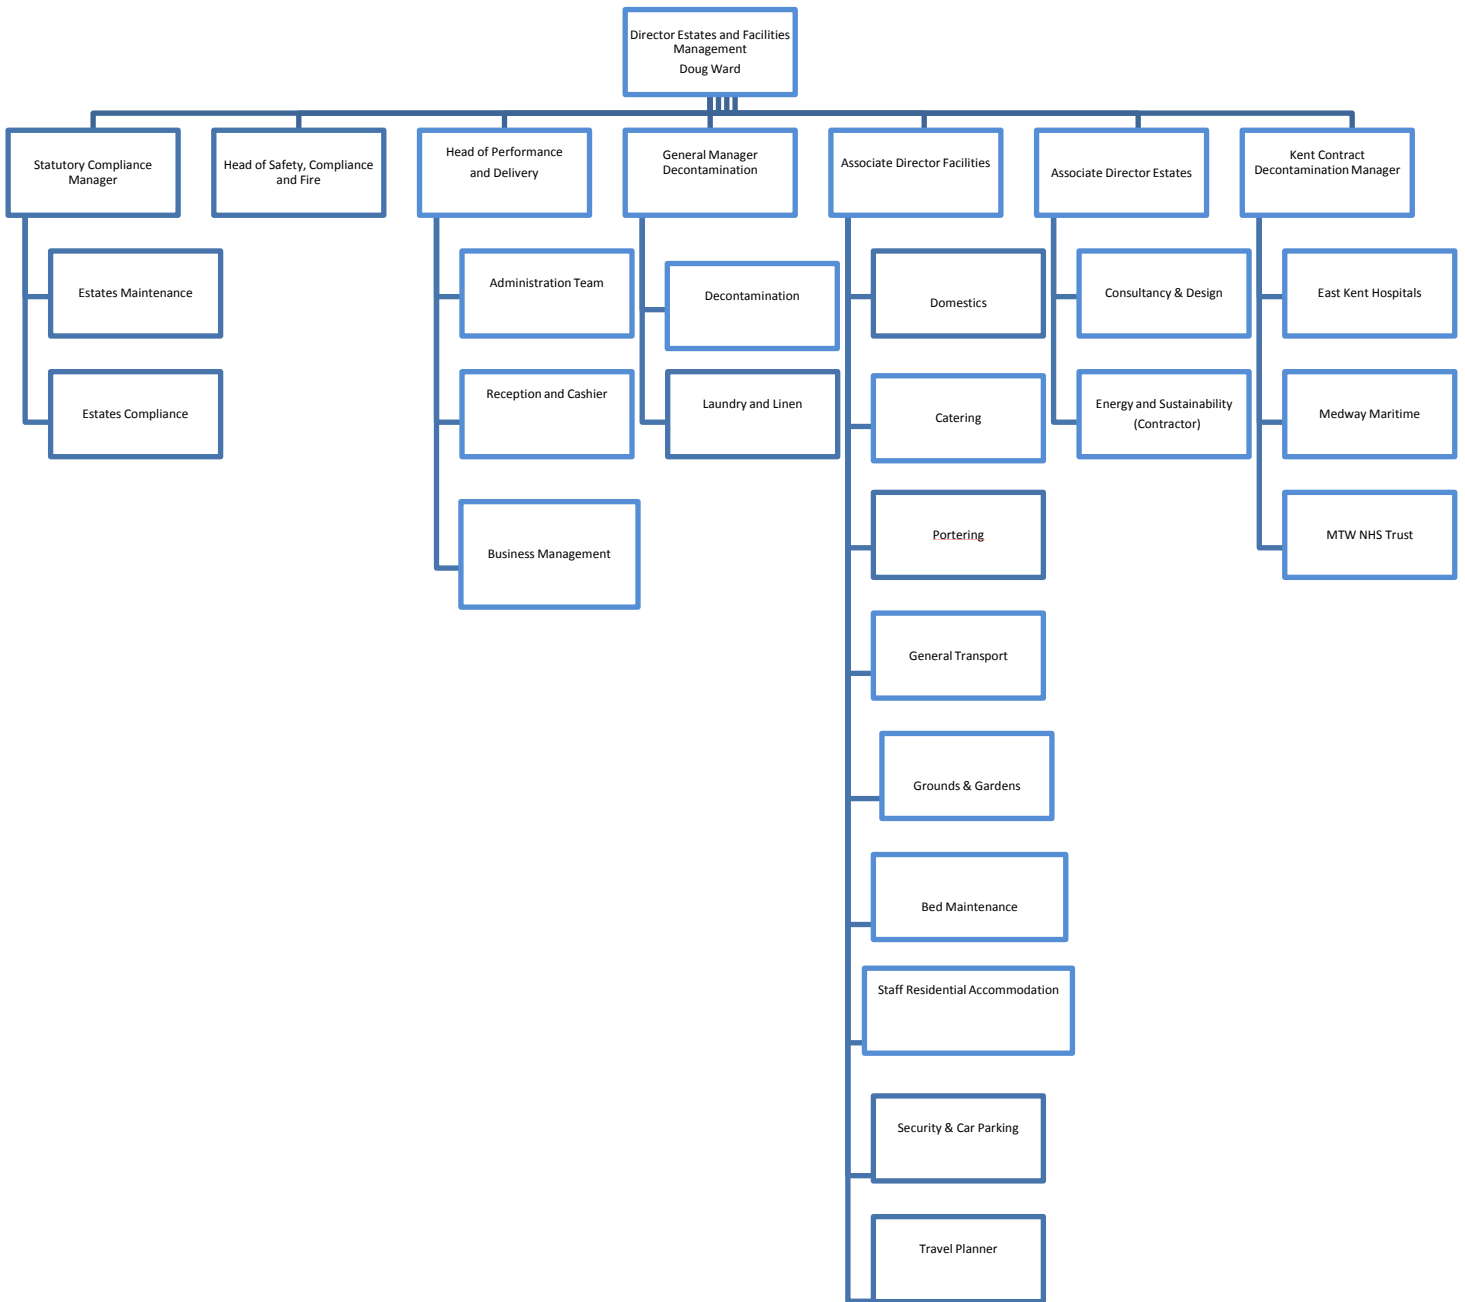 Director Estates and Facilities
Management
Doug Ward
Statutory Compliance
Manager
Head of Safety, Compliance
and Fire
Head of Performance
and Delivery
General Manager
Decontamination
Associate Director Facilities
Associate Director Estates
Kent Contract
Decontamination Manager
Estates Maintenance
Estates Compliance
Administration Team
Reception and Cashier
Business Management
Decontamination
Laundry and Linen
Domestics
Catering
Portering
General Transport
Grounds & Gardens
Bed Maintenance
Staff Residential Accommodation
Security & Car Parking
Travel Planner
Consultancy & Design
Energy and Sustainability
(Contractor)
East Kent Hospitals
Medway Maritime
MTW NHS Trust